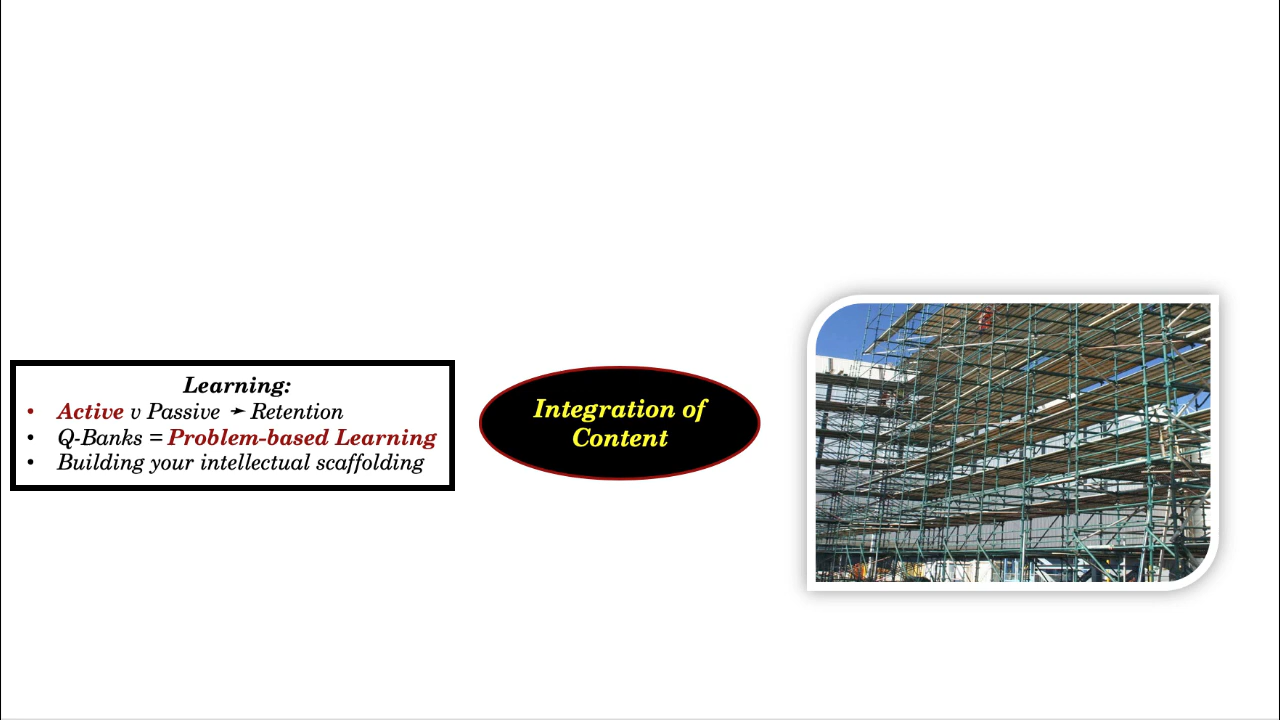 Learning:
• Active v Passive ➛ Retention
• Q-Banks = Problem-based Learning
• Building your intellectual scaffolding
Integration of
Content